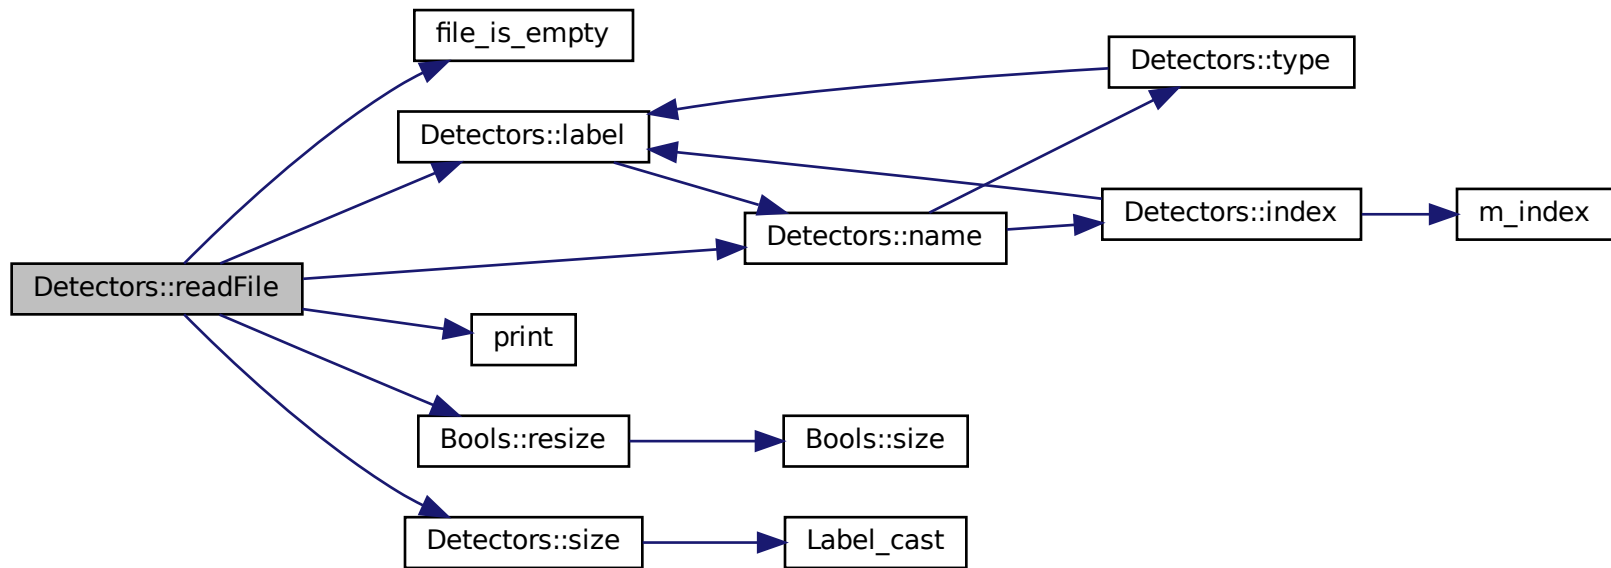 file_is_empty
Detectors::type
Detectors::label
Detectors::name
Detectors::index
m_index
Detectors::readFile
print
Bools::resize
Bools::size
Detectors::size
Label_cast